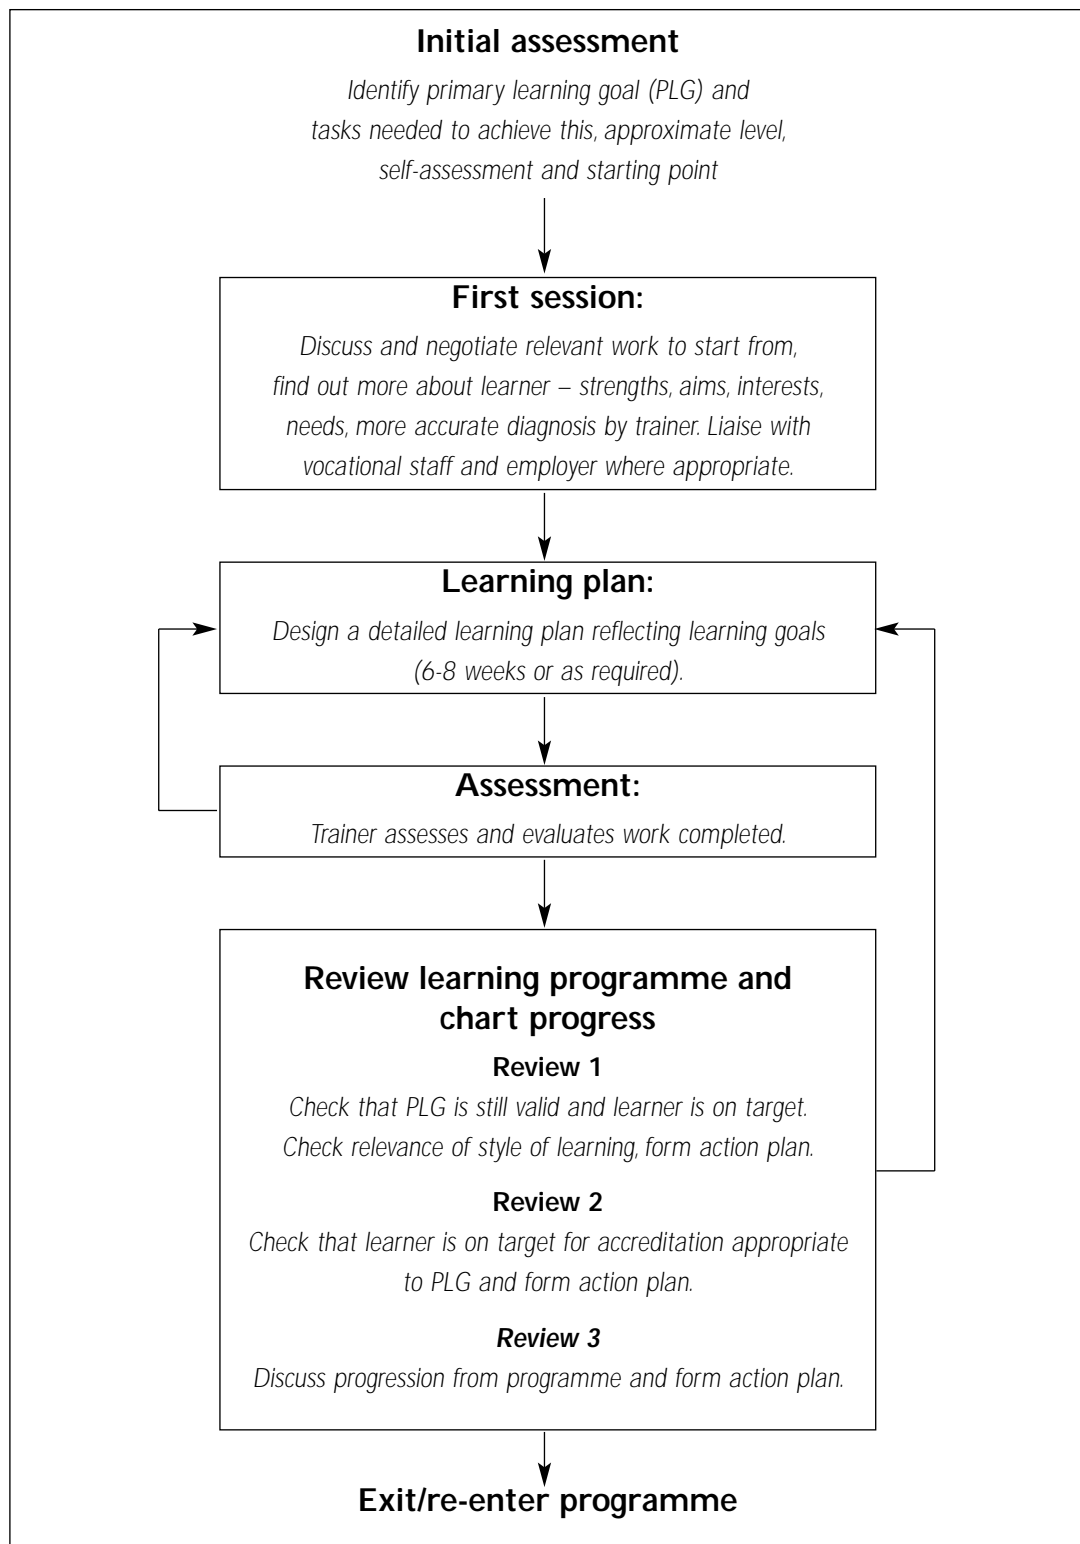 Initial assessment
Identify primary learning goal (PLG) and
tasks needed to achieve this, approximate level,
self-assessment and starting point
First session:
Discuss and negotiate relevant work to start from,
find out more about learner – strengths, aims, interests,
needs, more accurate diagnosis by trainer. Liaise with
vocational staff and employer where appropriate.
Learning plan:
Design a detailed learning plan reflecting learning goals
(6-8 weeks or as required).
Assessment:
Trainer assesses and evaluates work completed.
Review learning programme and
chart progress
Review 1
Check that PLG is still valid and learner is on target.
Check relevance of style of learning, form action plan.
Review 2
Check that learner is on target for accreditation appropriate
to PLG and form action plan.
Review 3
Discuss progression from programme and form action plan.
Exit/re-enter programme